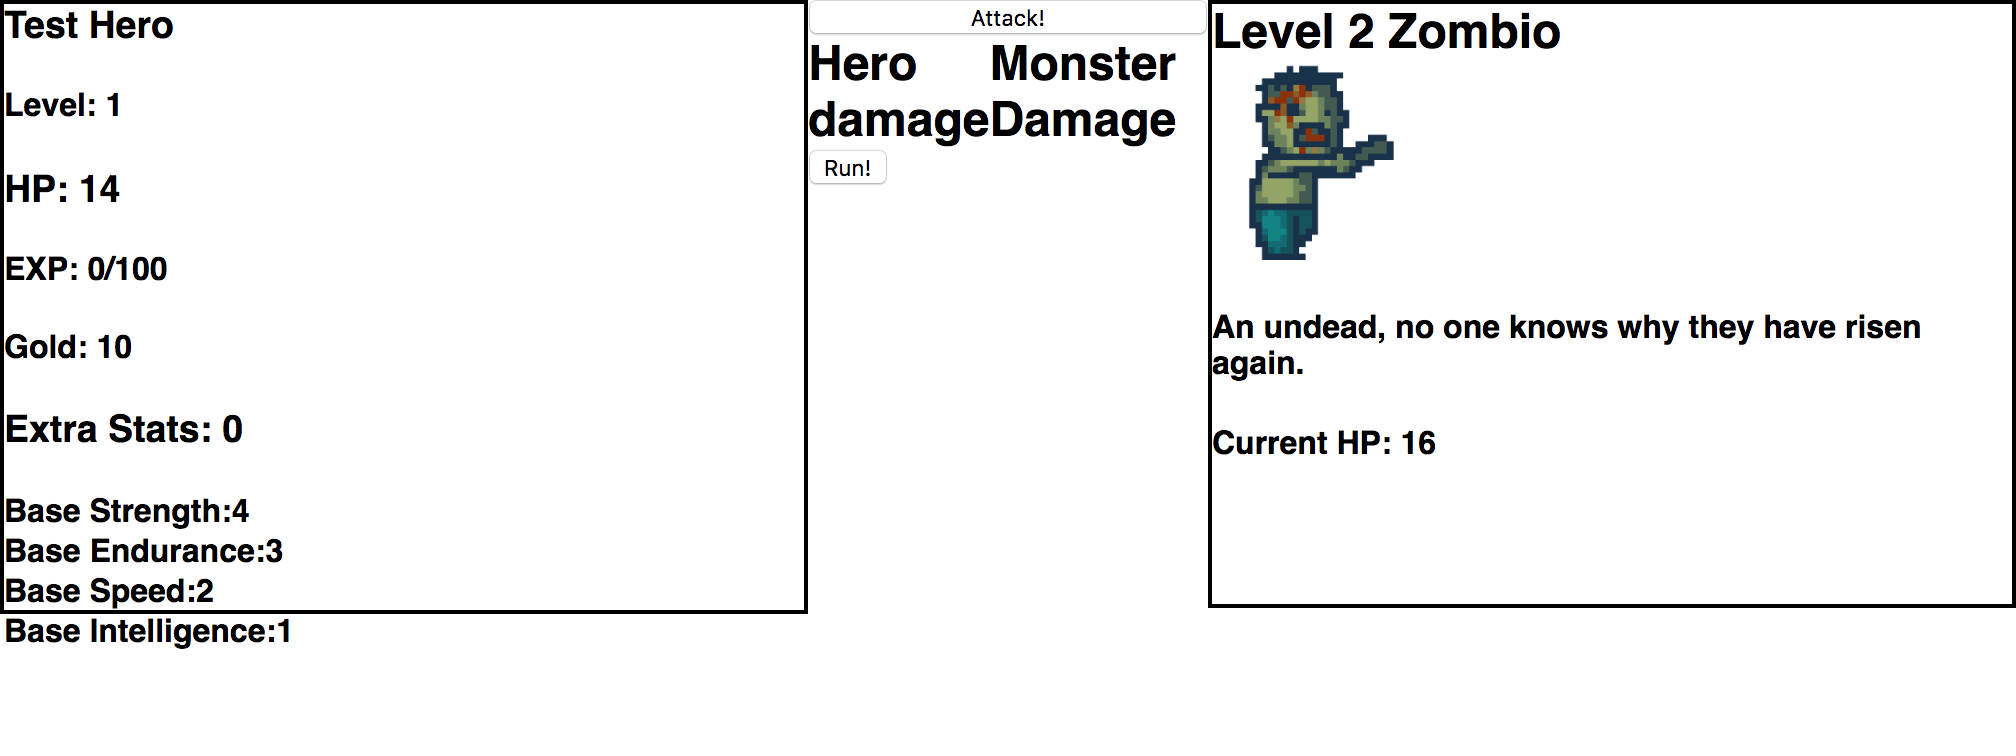 Test Hero
Level: 1
HP: 14
EXP: 0/100
Gold: 10
Extra Stats: 0
Base Strength:4
Base Endurance:3
Base Speed:2
Base Intelligence:1
Attack!
Hero damage
Monster Damage
Run!
Level 2 Zombio
An undead, no one knows why they have risen
again.
Current HP: 16